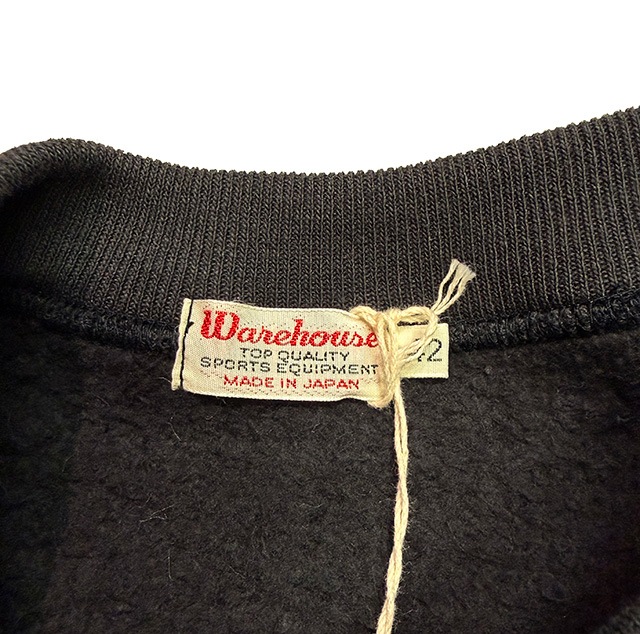 Warehouse
TOP QUALITY
SPORTS EQUIPMENT
MADE IN JAPAN